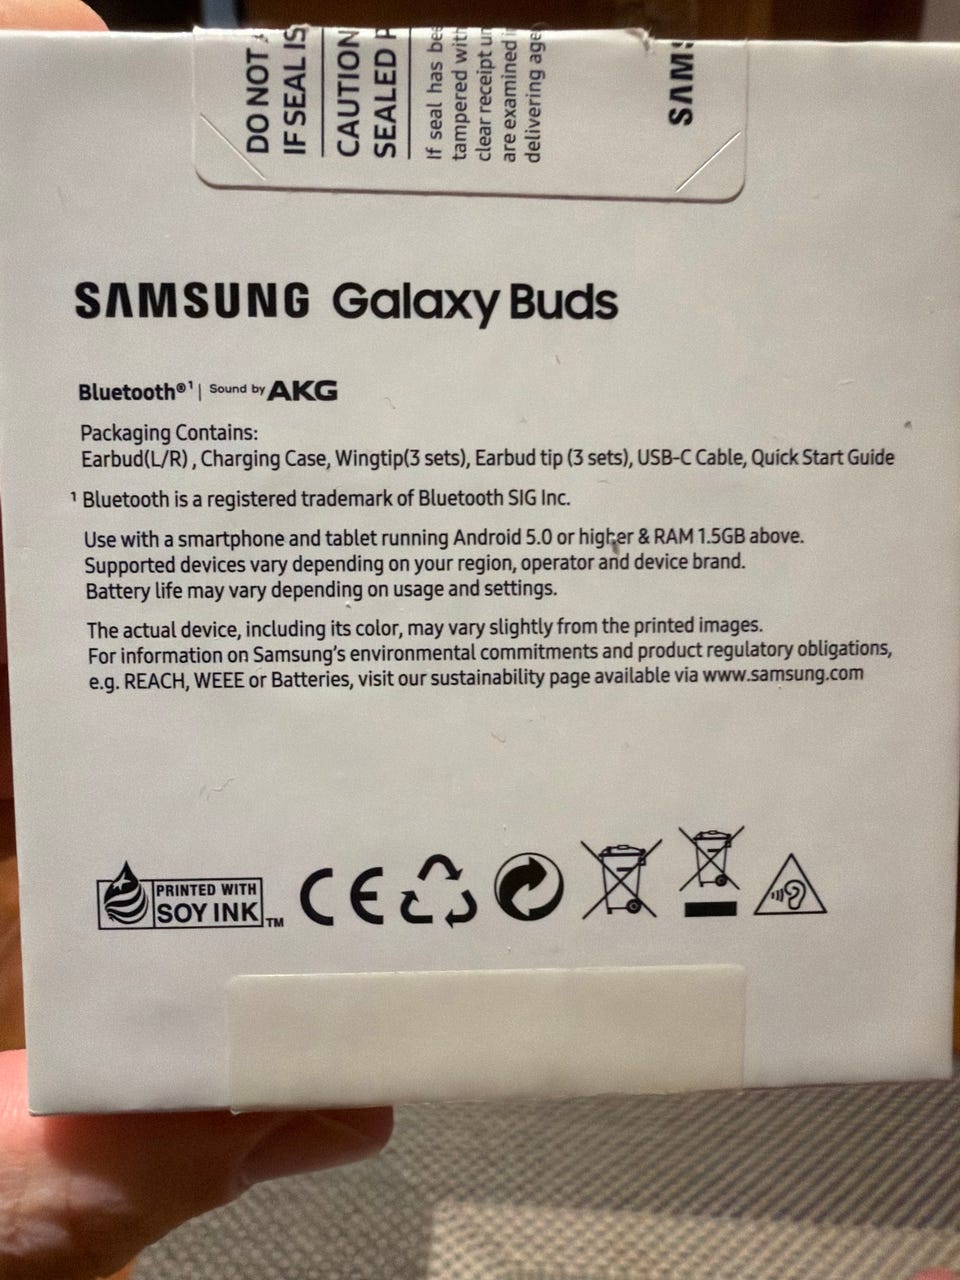 DO NOT
IF SEAL IS
CAUTION
SEALED
If seal has
tampered with
clear receipt
are examined
delivering
SAMSUNG Galaxy Buds
Bluetooth®¹ | Sound by AKG
Packaging Contains:
Earbud(L/R) , Charging Case, Wingtip(3 sets), Earbud tip (3 sets), USB-C Cable, Quick Start Guide
¹ Bluetooth is a registered trademark of Bluetooth SIG Inc.
Use with a smartphone and tablet running Android 5.0 or higher & RAM 1.5GB above.
Supported devices vary depending on your region, operator and device brand.
Battery life may vary depending on usage and settings.
The actual device, including its color, may vary slightly from the printed images.
For information on Samsung's environmental commitments and product regulatory obligations,
e.g. REACH, WEEE or Batteries, visit our sustainability page available via www.samsung.com
PRINTED WITH
SOY INK™
CE